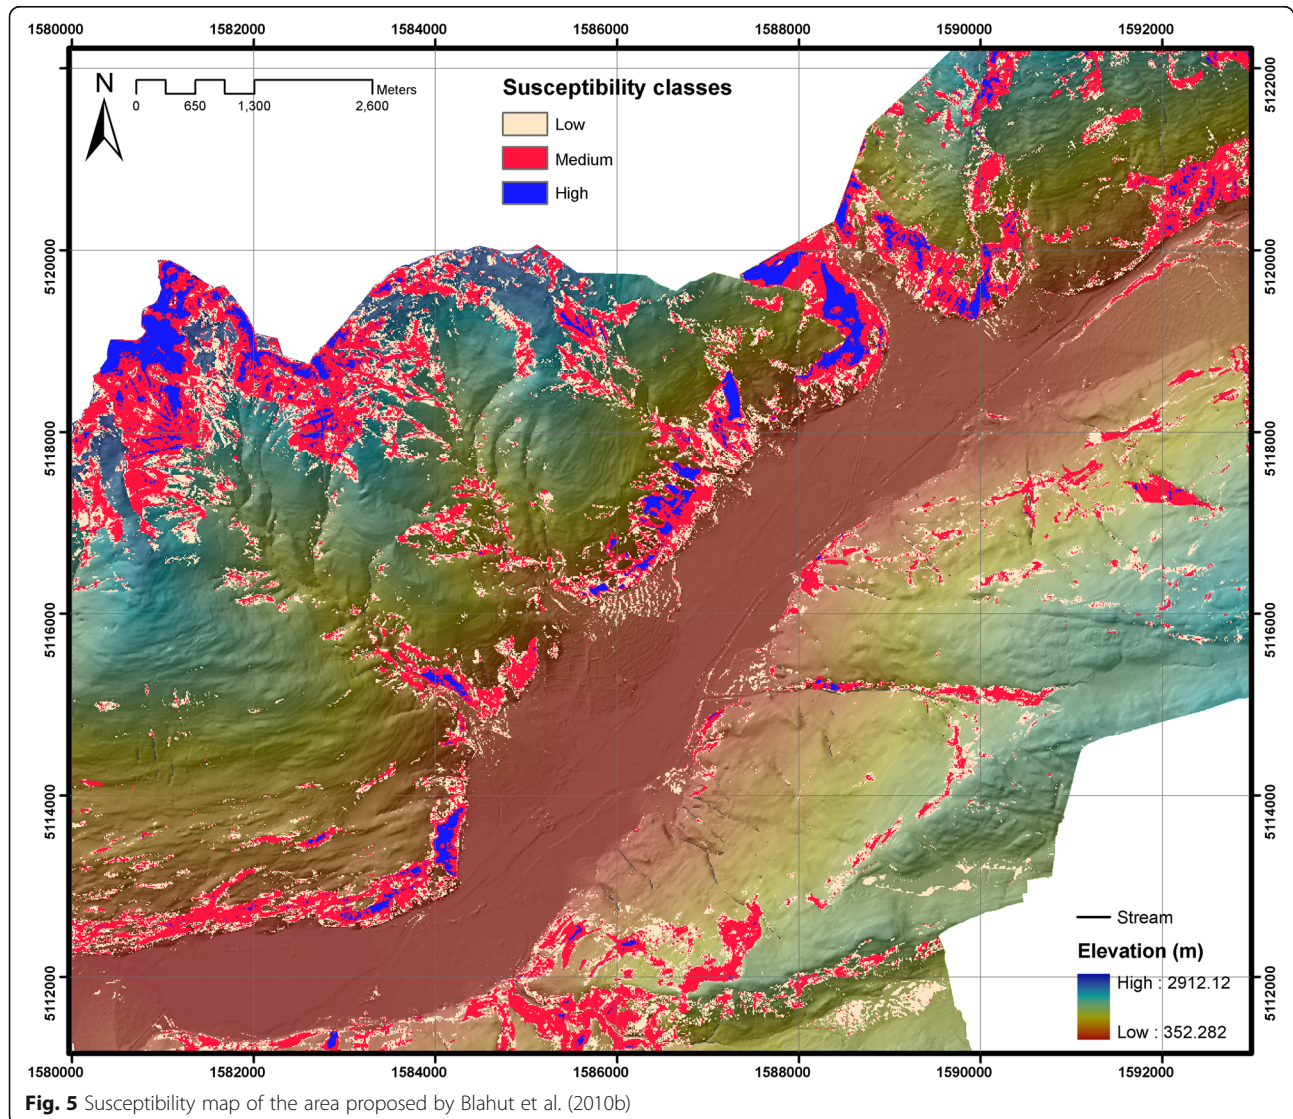 1580000 1582000 1584000 1586000 1588000 1590000 1592000
N
Meters
0 650 1,300 2,600
Susceptibility classes
Low
Medium
High
5122000 5122000
5120000 5120000
5118000 5118000
5116000 5116000
5114000 5114000
5112000 5112000
Stream
Elevation (m)
High : 2912.12
Low : 352.282
1580000 1582000 1584000 1586000 1588000 1590000 1592000
Fig. 5 Susceptibility map of the area proposed by Blahut et al. (2010b)